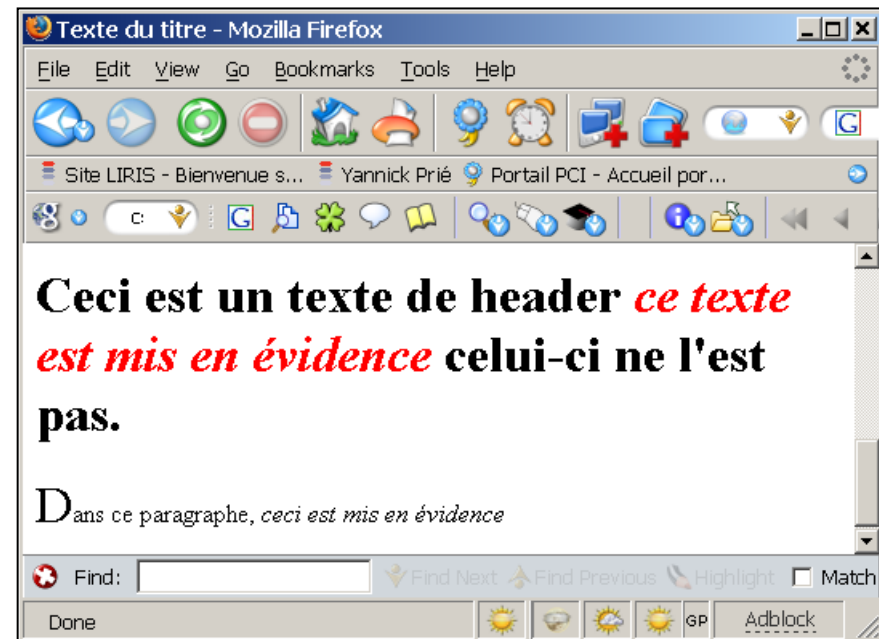 Texte du titre - Mozilla Firefox
File Edit View Go Bookmarks Tools Help
G
Site LIRIS - Bienvenue s... Yannick Prié Portail PCI - Accueil por...
C: G
Ceci est un texte de header ce texte
est mis en évidence celui-ci ne l'est
pas.
Dans ce paragraphe, ceci est mis en évidence
Find: Find Next Find Previous Highlight Match
Done GP Adblock